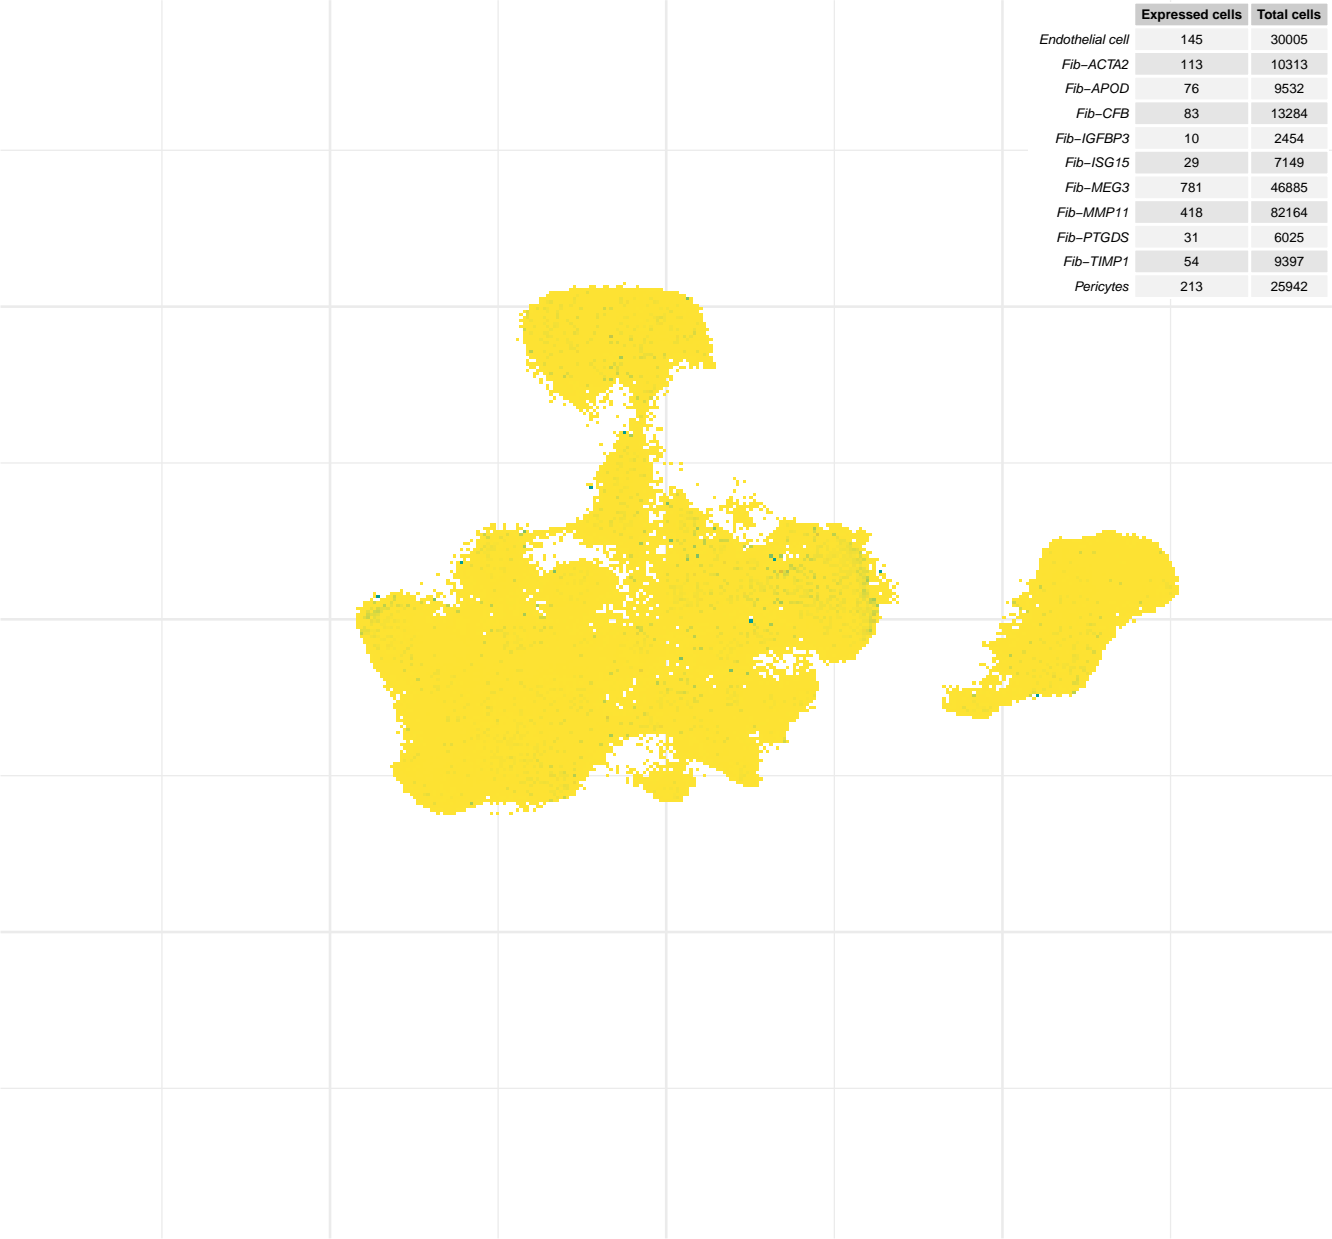 Expressed cells Total cells
Endothelial cell 145 30005
Fib−ACTA2 113 10313
Fib−APOD 76 9532
Fib−CFB 83 13284
Fib−IGFBP3 10 2454
Fib−ISG15 29 7149
Fib−MEG3 781 46885
Fib−MMP11 418 82164
Fib−PTGDS 31 6025
Fib−TIMP1 54 9397
Pericytes 213 25942